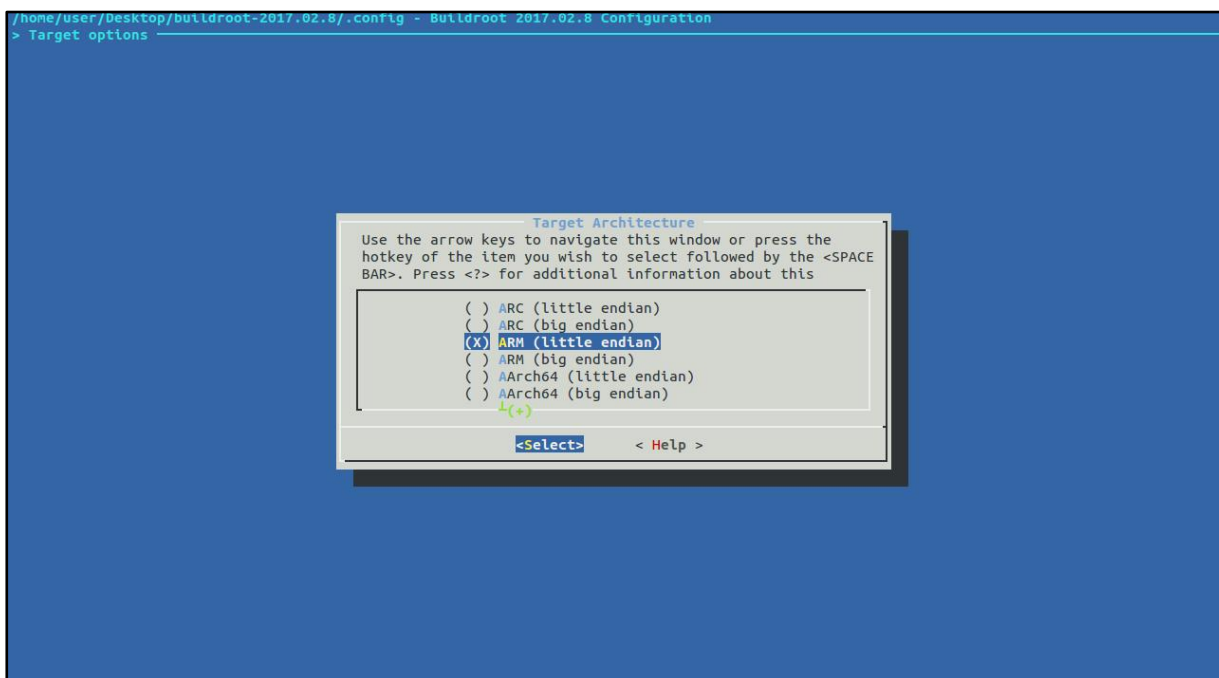 /home/user/Desktop/buildroot-2017.02.8/.config - Buildroot 2017.02.8 Configuration
> Target options
Target Architecture
Use the arrow keys to navigate this window or press the
hotkey of the item you wish to select followed by the <SPACE
BAR>. Press <?> for additional information about this
( ) ARC (little endian)
( ) ARC (big endian)
(X) ARM (little endian)
( ) ARM (big endian)
( ) AArch64 (little endian)
( ) AArch64 (big endian)
┴(+)
<Select> < Help >